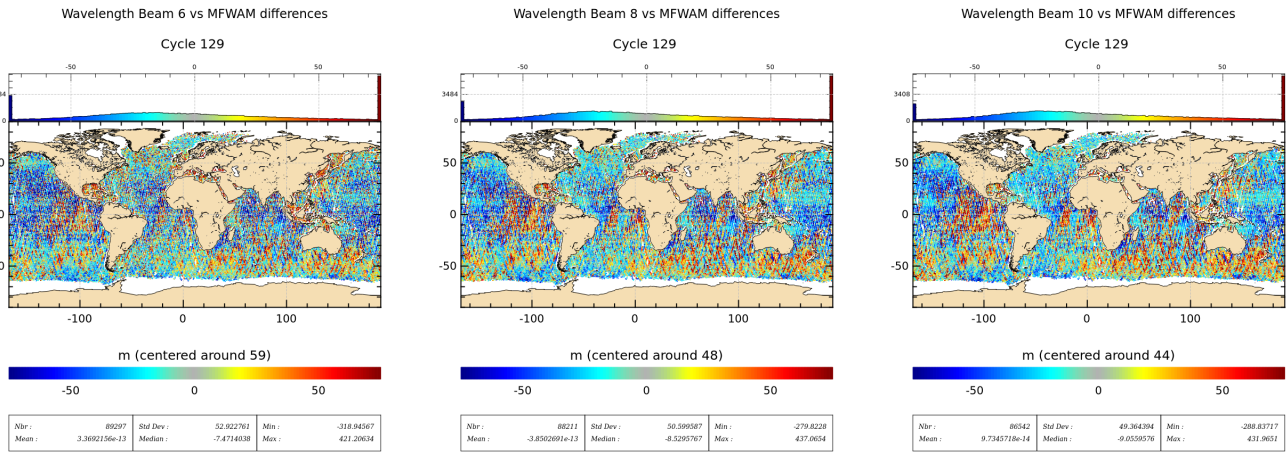 Wavelength Beam 6 vs MFWAM differences
Cycle 129
-50 0 50
0
50
0
-50
-100 0 100
m (centered around 59)
-50 0 50
Nbr : 89297 Std Dev : 52.922761 Min : -318.94567
Mean : 3.3692156e-13 Median : -7.4714038 Max : 421.20634
Wavelength Beam 8 vs MFWAM differences
Cycle 129
-50 0 50
3484
0
50
0
-50
-100 0 100
m (centered around 48)
-50 0 50
Nbr : 88211 Std Dev : 50.599587 Min : -279.8228
Mean : -3.8502691e-13 Median : -8.5295767 Max : 437.0654
Wavelength Beam 10 vs MFWAM differences
Cycle 129
-50 0 50
3408
0
50
0
-50
-100 0 100
m (centered around 44)
-50 0 50
Nbr : 86542 Std Dev : 49.364394 Min : -288.83717
Mean : 9.7345718e-14 Median : -9.0559576 Max : 431.9651